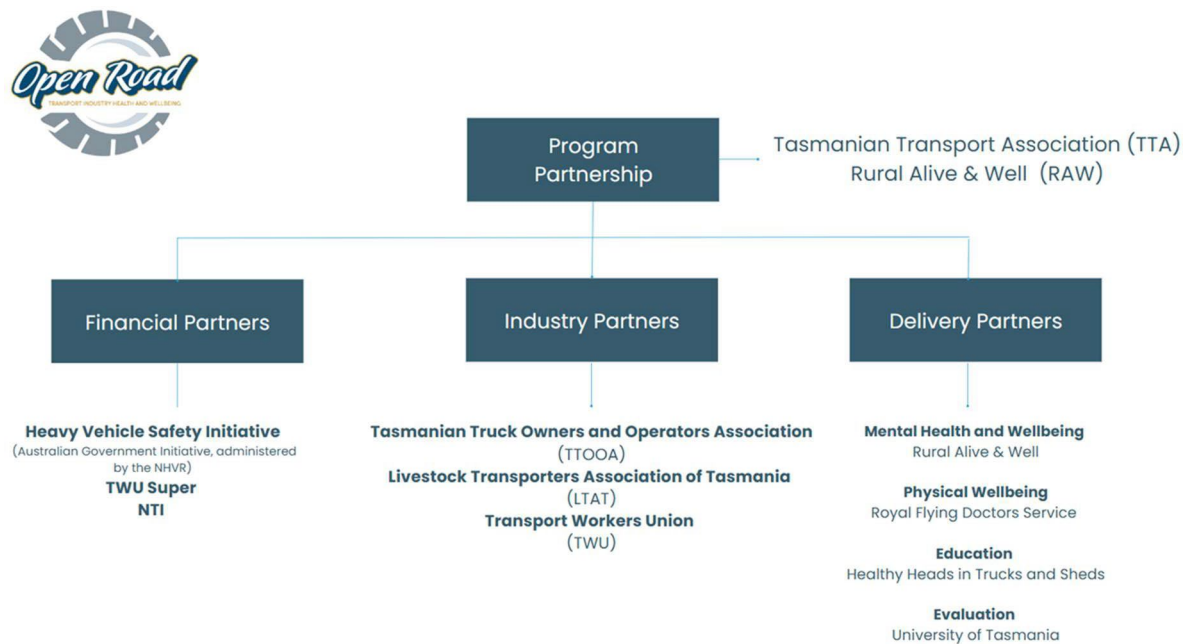 Open Road
TRANSPORT INDUSTRY HEALTH AND WELLBEING
Program
Partnership
Tasmanian Transport Association (TTA)
Rural Alive & Well (RAW)
Financial Partners
Industry Partners
Delivery Partners
Heavy Vehicle Safety Initiative
(Australian Government Initiative, administered
by the NHVR)
TWU Super
NTI
Tasmanian Truck Owners and Operators Association
(TTOOA)
Livestock Transporters Association of Tasmania
(LTAT)
Transport Workers Union
(TWU)
Mental Health and Wellbeing
Rural Alive & Well
Physical Wellbeing
Royal Flying Doctors Service
Education
Healthy Heads in Trucks and Sheds
Evaluation
University of Tasmania